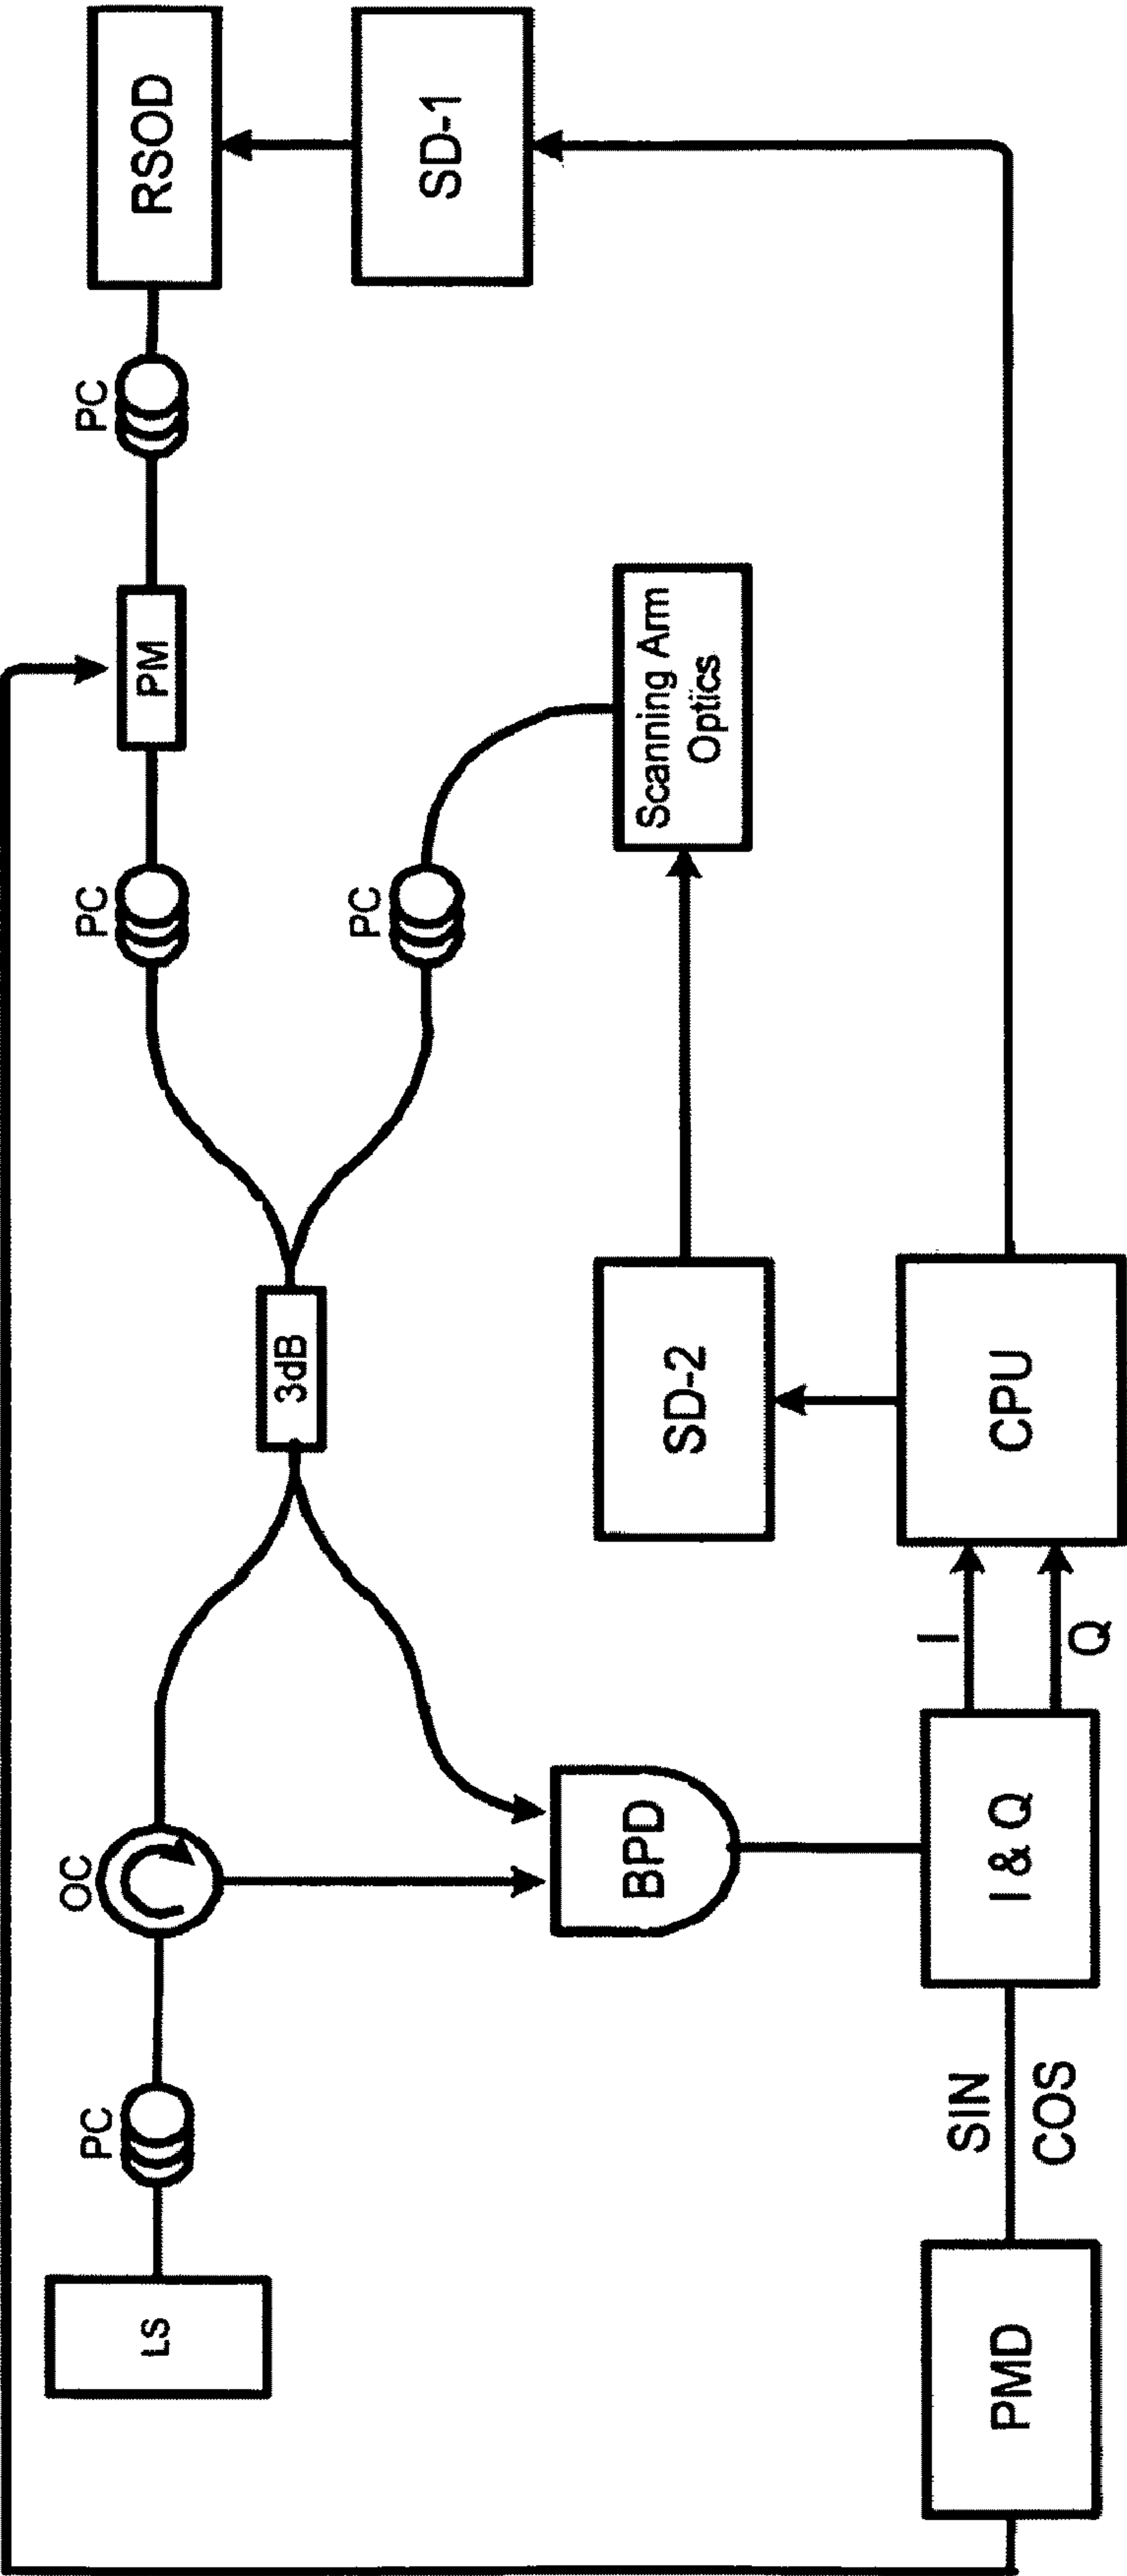 LS
PC
OC
3dB
PC
PM
PC
RSOD
PC
Scanning Arm
Optics
SD-1
BPD
SD-2
PMD
SIN
COS
I & Q
I
Q
CPU